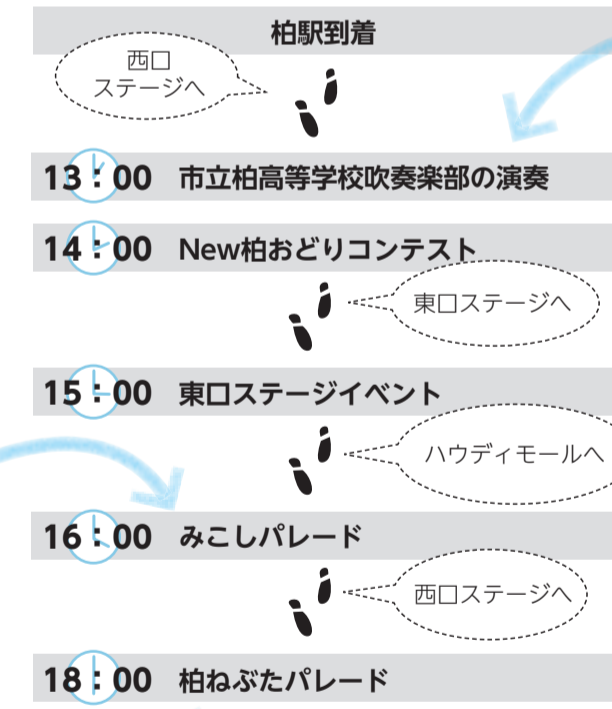 柏駅到着
西口
ステージへ
13：00 市立柏高等学校吹奏楽部の演奏
14：00 New柏おどりコンテスト
東口ステージへ
15：00 東口ステージイベント
ハウディモールへ
16：00 みこしパレード
西口ステージへ
18：00 柏ねぶたパレード